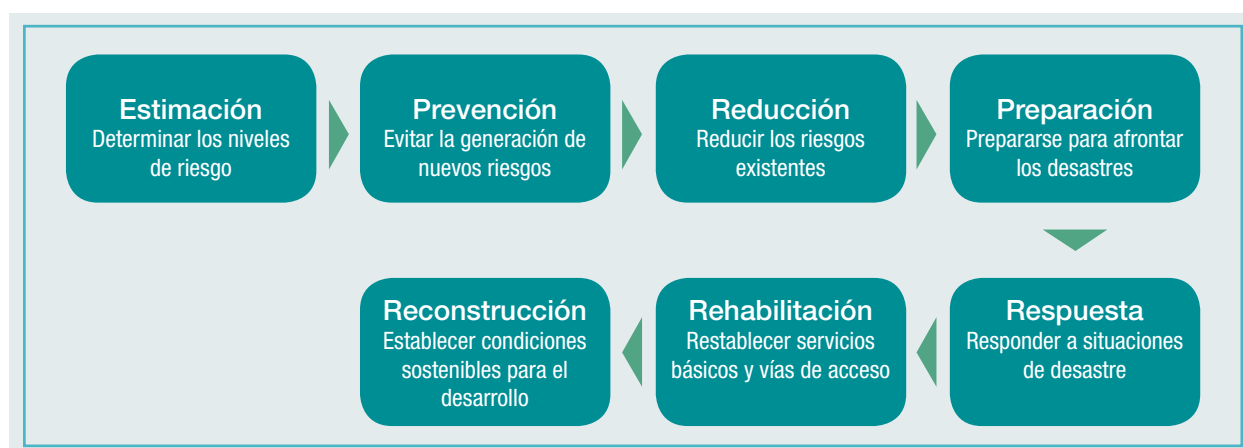 Estimación
Determinar los niveles
de riesgo
Prevención
Evitar la generación de
nuevos riesgos
Reducción
Reducir los riesgos
existentes
Preparación
Prepararse para afrontar
los desastres
Respuesta
Responder a situaciones
de desastre
Rehabilitación
Restablecer servicios
básicos y vías de acceso
Reconstrucción
Establecer condiciones
sostenibles para el
desarrollo